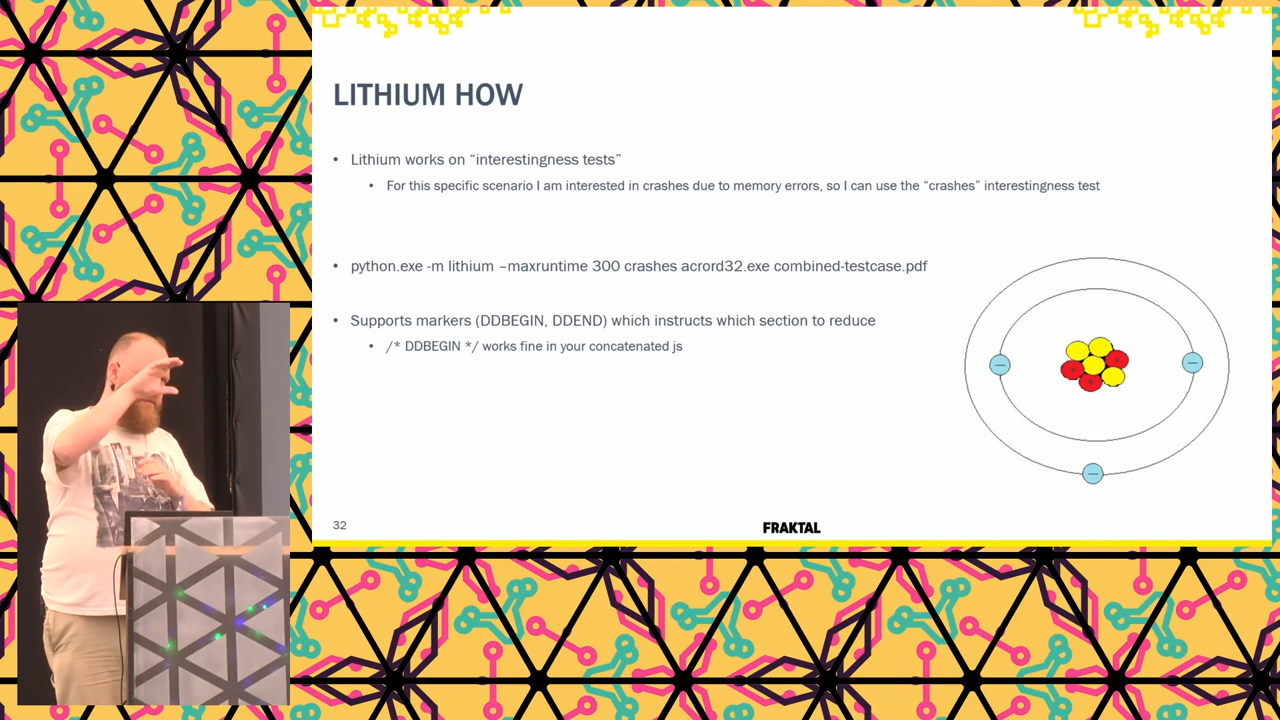 LITHIUM HOW
• Lithium works on “interestingness tests”
• For this specific scenario I am interested in crashes due to memory errors, so I can use the “crashes” interestingness test
• python.exe -m lithium –maxruntime 300 crashes acrord32.exe combined-testcase.pdf
• Supports markers (DDBEGIN, DDEND) which instructs which section to reduce
• /* DDBEGIN */ works fine in your concatenated js
32
FRAKTAL